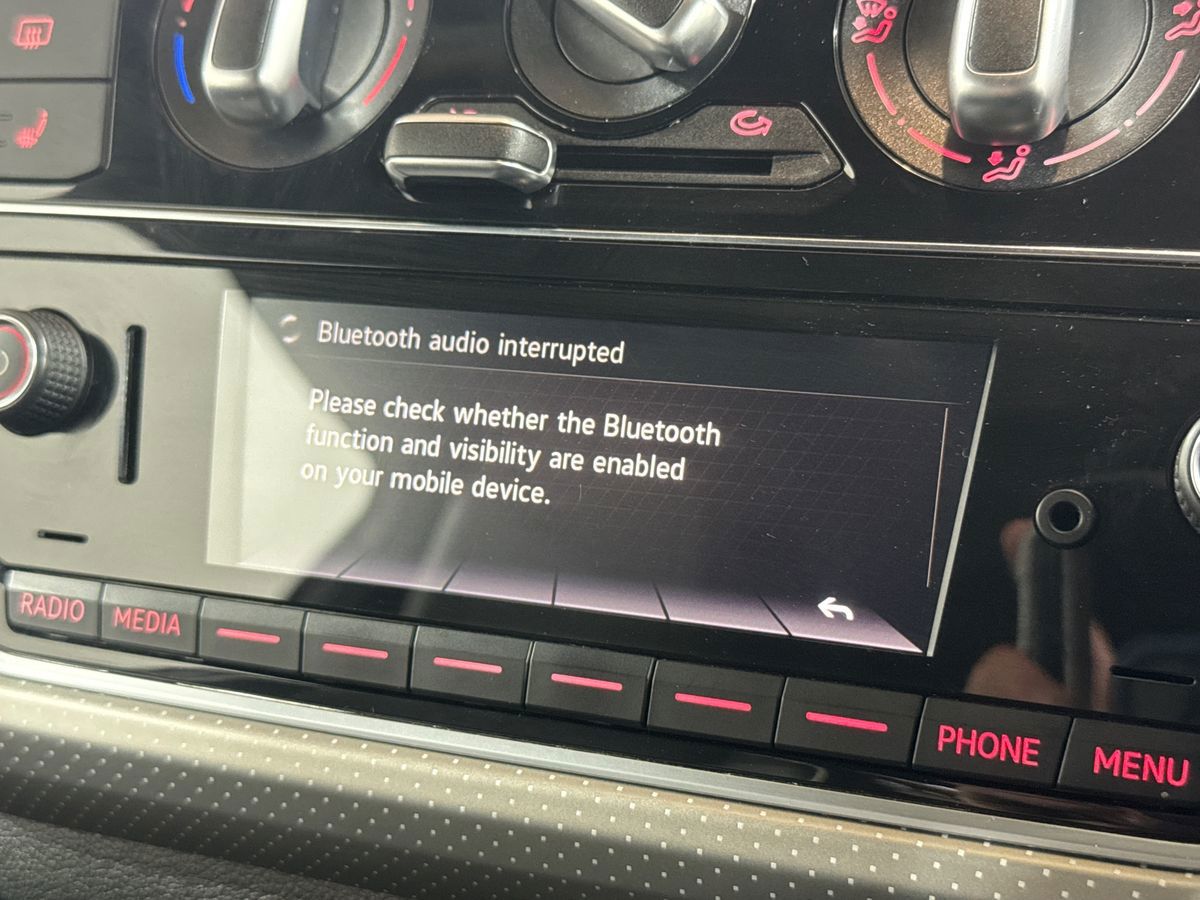 Bluetooth audio interrupted
Please check whether the Bluetooth
function and visibility are enabled
on your mobile device.
RADIO
MEDIA
PHONE
MENU